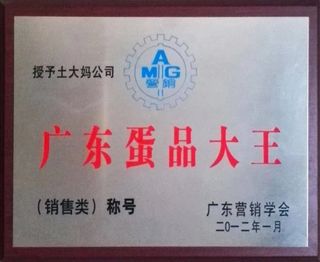 AMG
营销
授予土大妈公司
广东蛋品大王
（销售类）称号
广东营销学会
二〇一二年一月